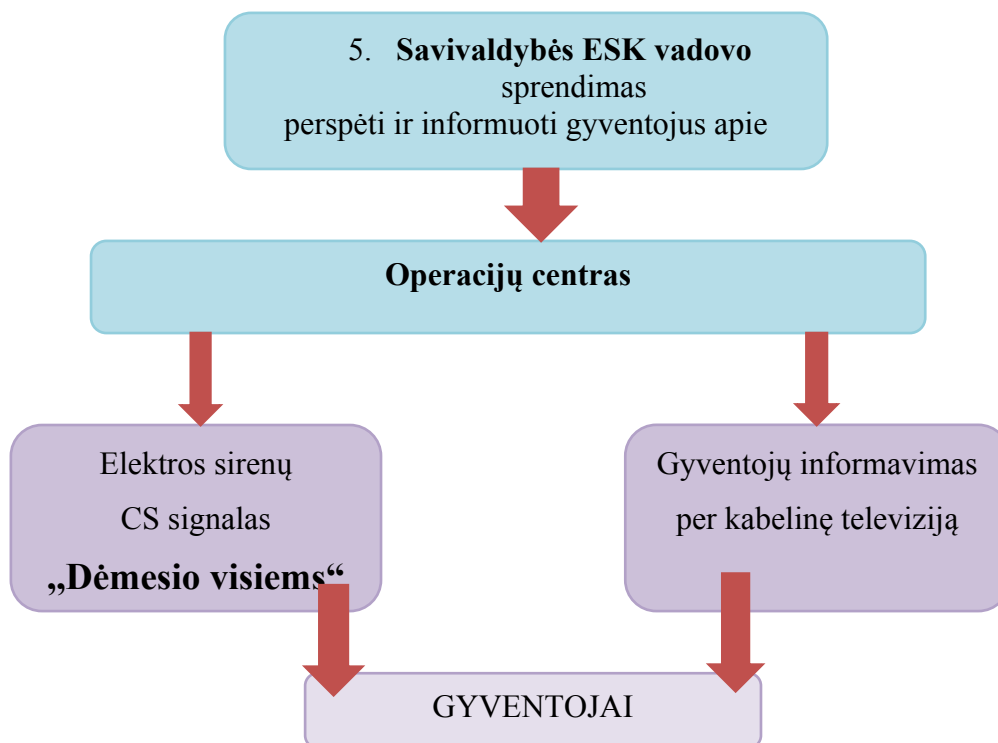 5. Savivaldybės ESK vadovo
sprendimas
perspėti ir informuoti gyventojus apie
Operacijų centras
Elektros sirenų
CS signalas
„Dėmesio visiems“
Gyventojų informavimas
per kabelinę televiziją
GYVENTOJAI